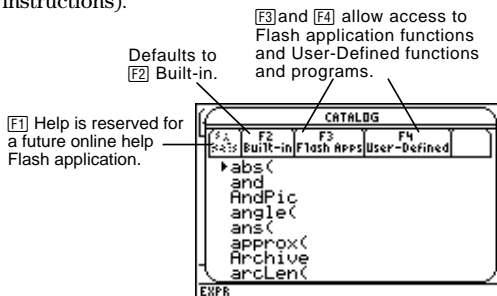 instructions).
F3 and F4 allow access to
Flash application functions
and User-Defined functions
and programs.
Defaults to
F2 Built-in.
F1 Help is reserved for
a future online help
Flash application.
CATALOG
F2 F3 F4
Built-in Flash Apps User-Defined
abs(
and
AndPic
angle(
ans(
approx(
Archive
arcLen(
EXPR